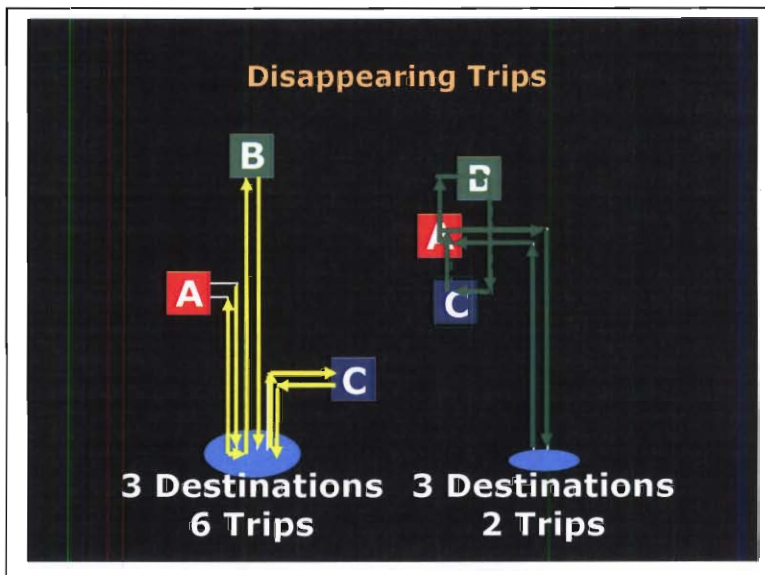 Disappearing Trips
B
A
C
3 Destinations
6 Trips
B
A
C
3 Destinations
2 Trips